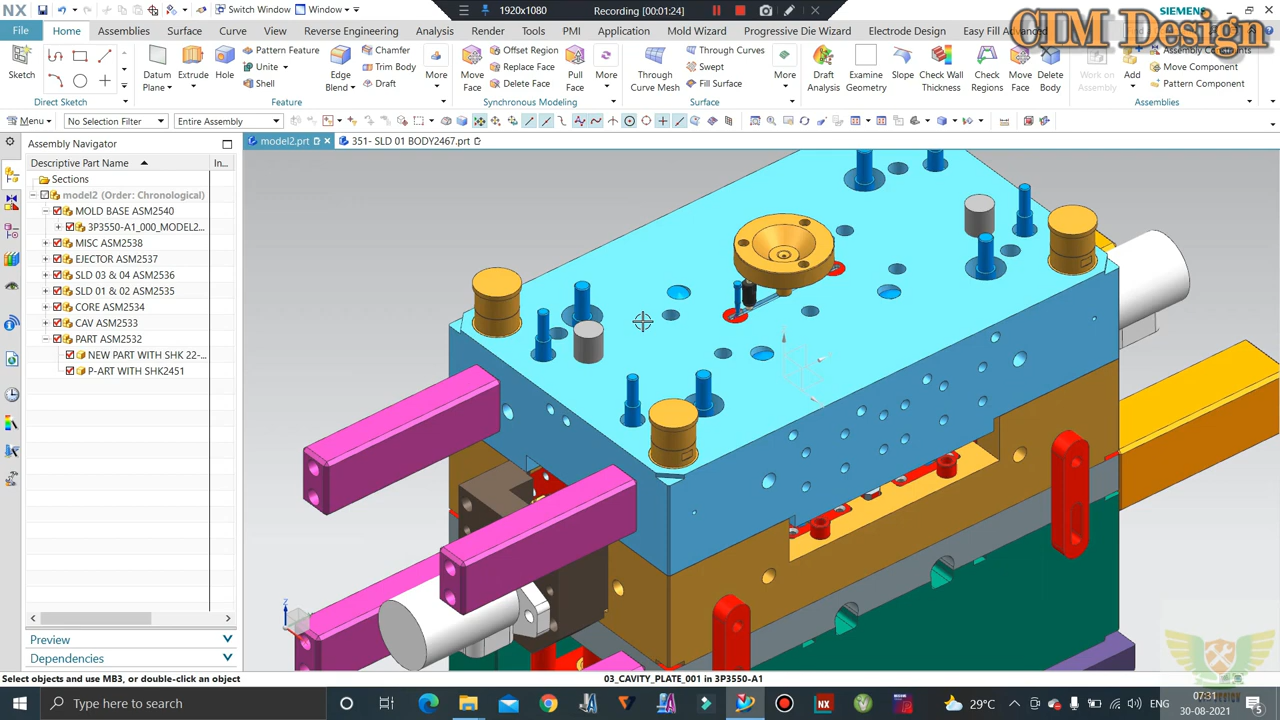 NX
Switch Window
Window
1920x1080
Recording [00:01:24]
SIEMENS
CIM Design
File
Home
Assemblies
Surface
Curve
View
Reverse Engineering
Analysis
Render
Tools
PMI
Application
Mold Wizard
Progressive Die Wizard
Electrode Design
Easy Fill Advanced
Sketch
Datum
Plane
Extrude
Hole
Pattern Feature
Unite
Shell
Edge
Blend
Chamfer
Trim Body
Draft
More
Move
Face
Offset Region
Replace Face
Delete Face
Pull
Face
More
Through
Curve Mesh
Through Curves
Swept
Fill Surface
More
Draft
Analysis
Examine
Geometry
Slope
Check Wall
Thickness
Check
Regions
Move
Face
Delete
Body
Work on
Assembly
Add
Assembly Constraints
Move Component
Pattern Component
Direct Sketch
Feature
Synchronous Modeling
Surface
Assemblies
Menu
No Selection Filter
Entire Assembly
Assembly Navigator
model2.prt
351- SLD 01 BODY2467.prt
Descriptive Part Name
In...
Sections
model2 (Order: Chronological)
MOLD BASE ASM2540
3P3550-A1_000_MODEL2...
MISC ASM2538
EJECTOR ASM2537
SLD 03 & 04 ASM2536
SLD 01 & 02 ASM2535
CORE ASM2534
CAV ASM2533
PART ASM2532
NEW PART WITH SHK 22-...
P-ART WITH SHK2451
Z
Preview
Dependencies
Select objects and use MB3, or double-click an object
03_CAVITY_PLATE_001 in 3P3550-A1
Type here to search
NX
29°C
ENG
07:31
30-08-2021
5